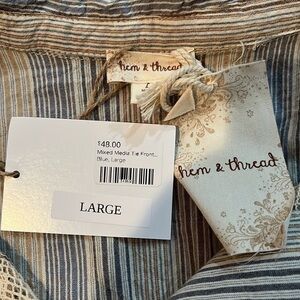 hem & thread
L
$48.00
Mixed Media Tie Front...
Blue, Large
LARGE
hem & thread